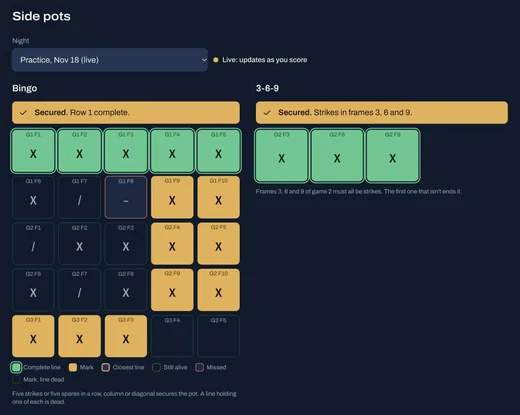 Side pots
Night
Practice, Nov 18 (live)
Live: updates as you score
Bingo
Secured. Row 1 complete.
G1 F1 G1 F2 G1 F3 G1 F4 G1 F5
X X X X X
G1 F6 G1 F7 G1 F8 G1 F9 G1 F10
X / – X X
G2 F1 G2 F2 G2 F3 G2 F4 G2 F5
/ X X X X
G2 F6 G2 F7 G2 F8 G2 F9 G2 F10
X / X X X
G3 F1 G3 F2 G3 F3 G3 F4 G3 F5
X X X
Complete line Mark Closest line Still alive Missed
Mark, line dead
Five strikes or five spares in a row, column or diagonal secures the pot. A line holding
one of each is dead.
3-6-9
Secured. Strikes in frames 3, 6 and 9.
G2 F3 G2 F6 G2 F9
X X X
Frames 3, 6 and 9 of game 2 must all be strikes. The first one that isn't ends it.